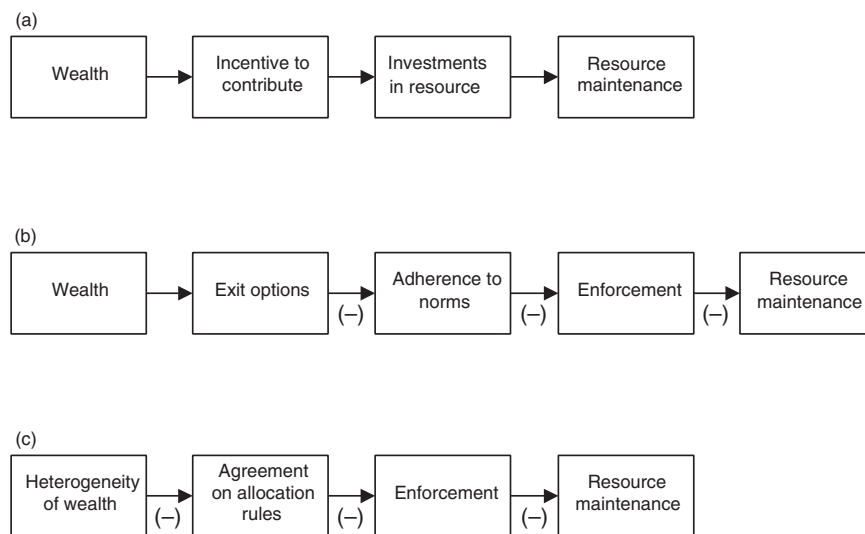 (a)
Wealth
Incentive to
contribute
Investments
in resource
Resource
maintenance
(b)
Wealth
Exit options
(–)
Adherence to
norms
(–)
Enforcement
(–)
Resource
maintenance
(c)
Heterogeneity
of wealth
(–)
Agreement
on allocation
rules
(–)
Enforcement
(–)
Resource
maintenance